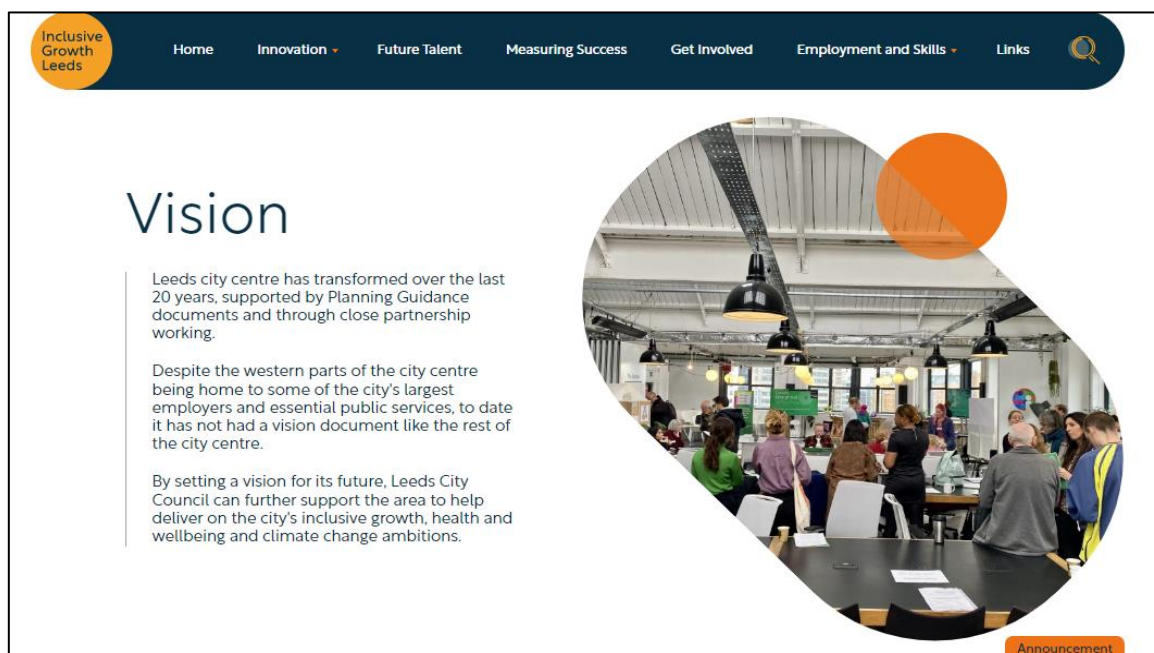 Inclusive
Growth
Leeds
Home Innovation Future Talent Measuring Success Get Involved Employment and Skills Links
Vision
Leeds city centre has transformed over the last
20 years, supported by Planning Guidance
documents and through close partnership
working.
Despite the western parts of the city centre
being home to some of the city's largest
employers and essential public services, to date
it has not had a vision document like the rest of
the city centre.
By setting a vision for its future, Leeds City
Council can further support the area to help
deliver on the city's inclusive growth, health and
wellbeing and climate change ambitions.
Announcement